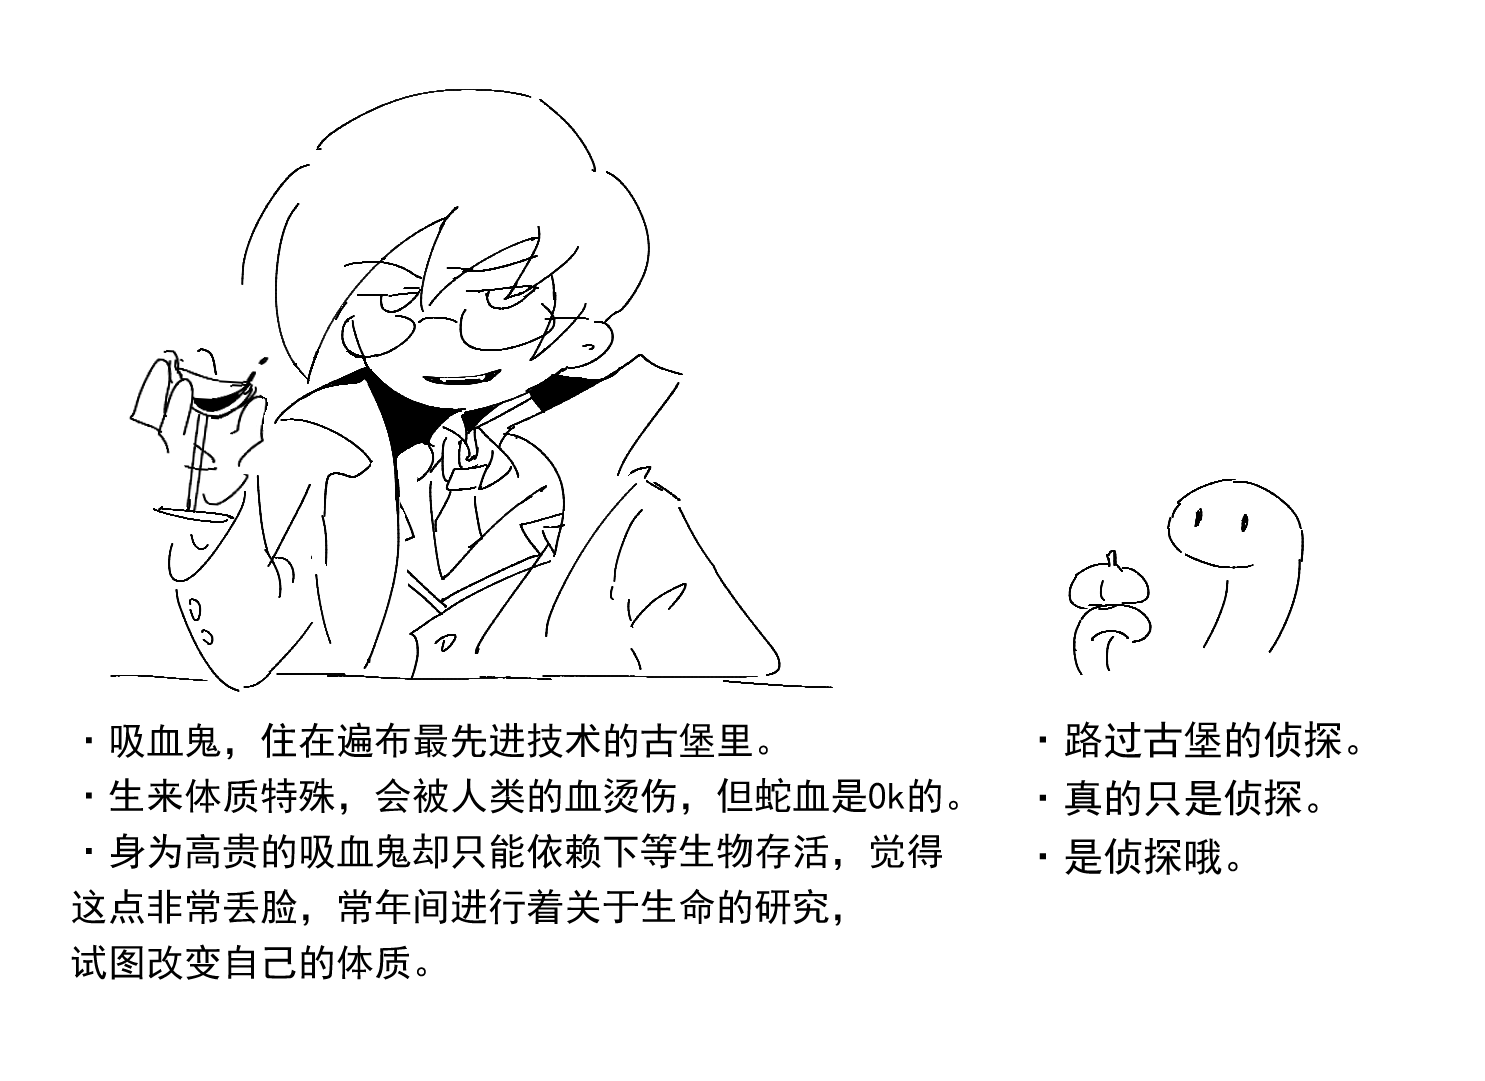 ·吸血鬼，住在遍布最先进技术的古堡里。
·生来体质特殊，会被人类的血烫伤，但蛇血是Ok的。
·身为高贵的吸血鬼却只能依赖下等生物存活，觉得
这点非常丢脸，常年间进行着关于生命的研究，
试图改变自己的体质。
·路过古堡的侦探。
·真的只是侦探。
·是侦探哦。